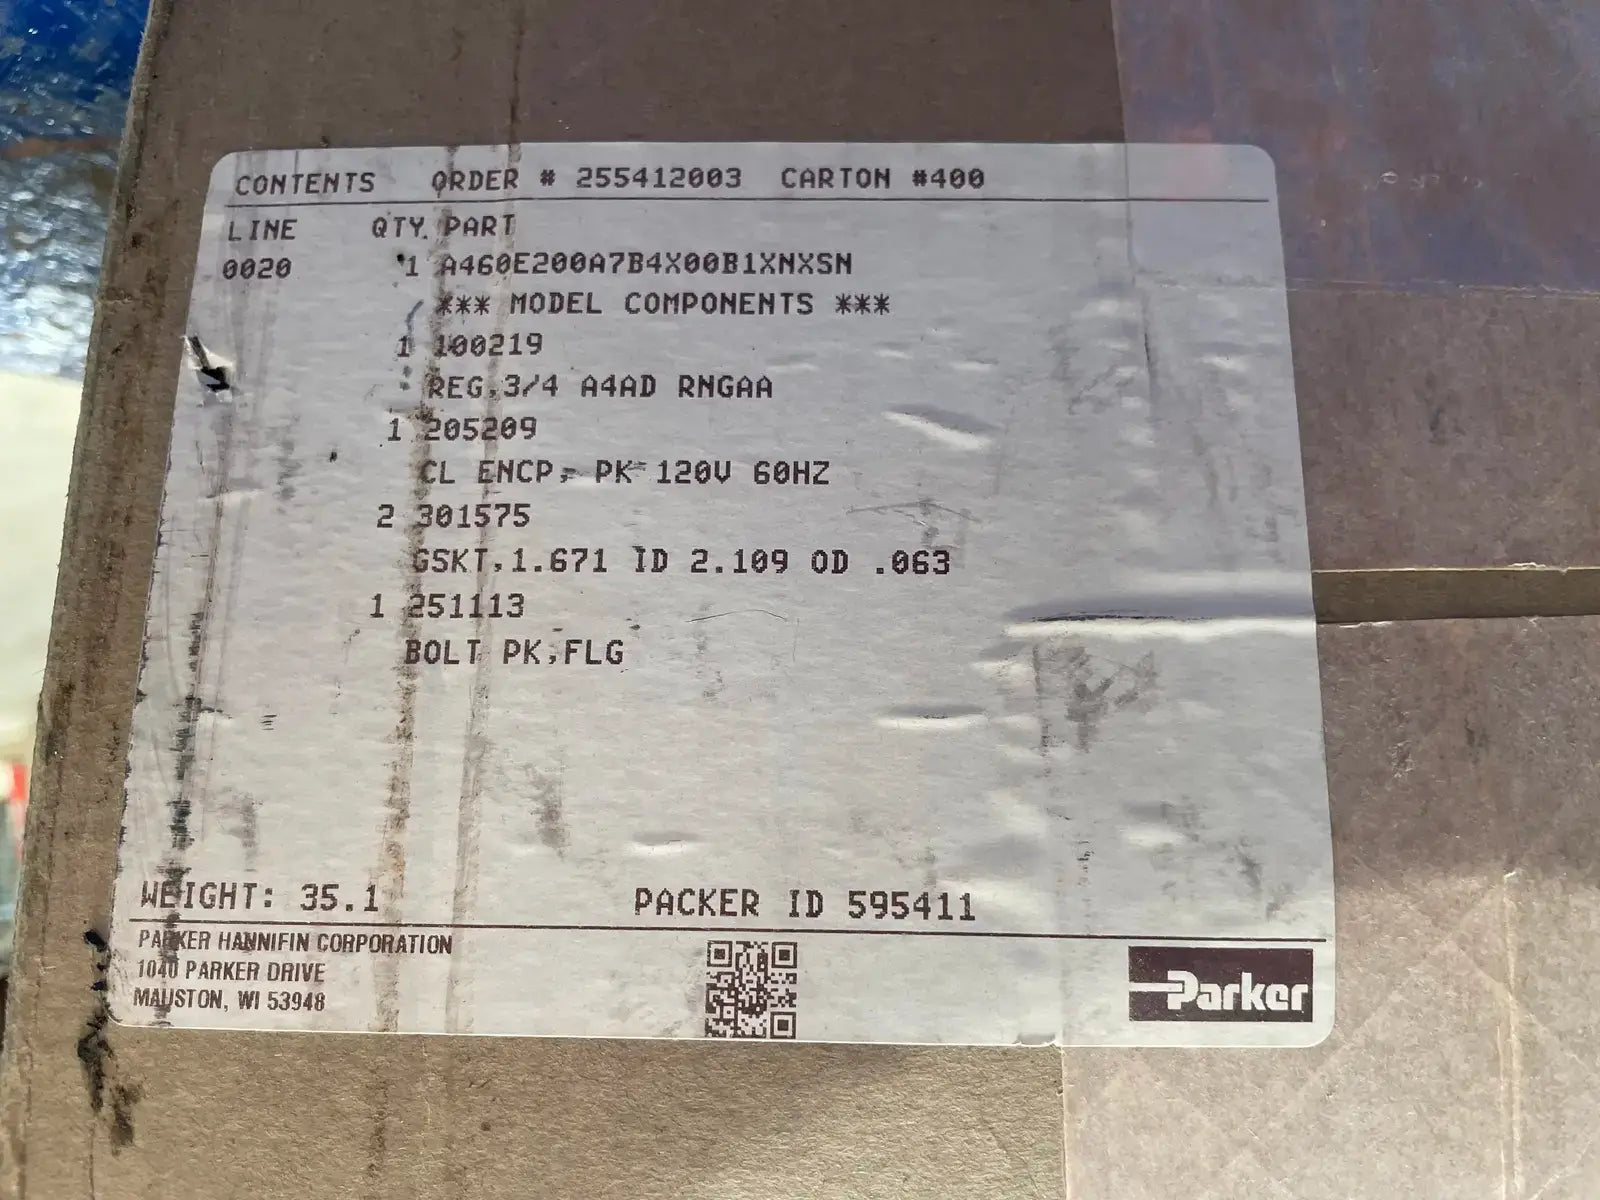 CONTENTS ORDER # 255412003 CARTON #400
LINE QTY. PART
0020 1 A460E200A7B4X00B1XNXSN
*** MODEL COMPONENTS ***
1 100219
REG,3/4 A4AD RNGAA
1 205209
CL ENCP, PK 120V 60HZ
2 301575
GSKT,1.671 ID 2.109 OD .063
1 251113
BOLT PK,FLG
WEIGHT: 35.1 PACKER ID 595411
PARKER HANNIFIN CORPORATION
1040 PARKER DRIVE
MAUSTON, WI 53948
Parker